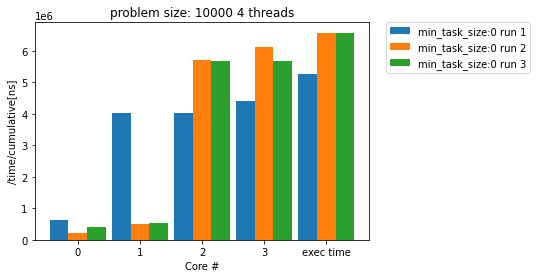 problem size: 10000 4 threads
1e6
6
5
4
3
2
1
0
/time/cumulative[ns]
0 1 2 3 exec time
Core #
min_task_size:0 run 1
min_task_size:0 run 2
min_task_size:0 run 3